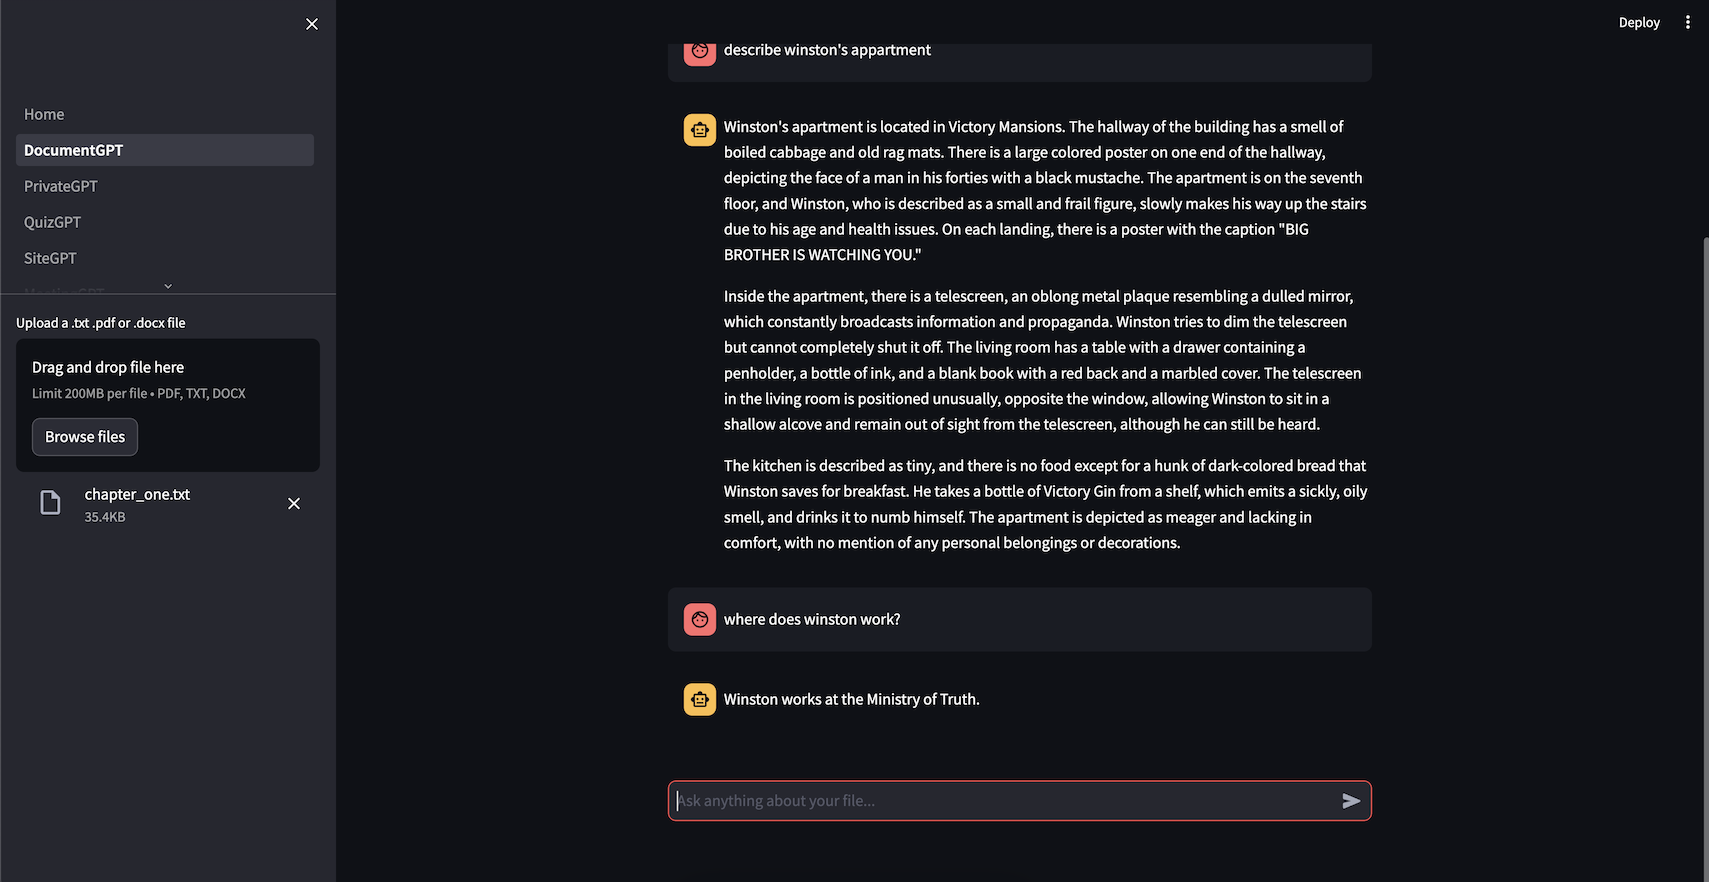 Deploy
Home
DocumentGPT
PrivateGPT
QuizGPT
SiteGPT
MeetingGPT
Upload a .txt .pdf or .docx file
Drag and drop file here
Limit 200MB per file • PDF, TXT, DOCX
Browse files
chapter_one.txt
35.4KB
describe winston's appartment
Winston's apartment is located in Victory Mansions. The hallway of the building has a smell of
boiled cabbage and old rag mats. There is a large colored poster on one end of the hallway,
depicting the face of a man in his forties with a black mustache. The apartment is on the seventh
floor, and Winston, who is described as a small and frail figure, slowly makes his way up the stairs
due to his age and health issues. On each landing, there is a poster with the caption "BIG
BROTHER IS WATCHING YOU."
Inside the apartment, there is a telescreen, an oblong metal plaque resembling a dulled mirror,
which constantly broadcasts information and propaganda. Winston tries to dim the telescreen
but cannot completely shut it off. The living room has a table with a drawer containing a
penholder, a bottle of ink, and a blank book with a red back and a marbled cover. The telescreen
in the living room is positioned unusually, opposite the window, allowing Winston to sit in a
shallow alcove and remain out of sight from the telescreen, although he can still be heard.
The kitchen is described as tiny, and there is no food except for a hunk of dark-colored bread that
Winston saves for breakfast. He takes a bottle of Victory Gin from a shelf, which emits a sickly, oily
smell, and drinks it to numb himself. The apartment is depicted as meager and lacking in
comfort, with no mention of any personal belongings or decorations.
where does winston work?
Winston works at the Ministry of Truth.
Ask anything about your file...